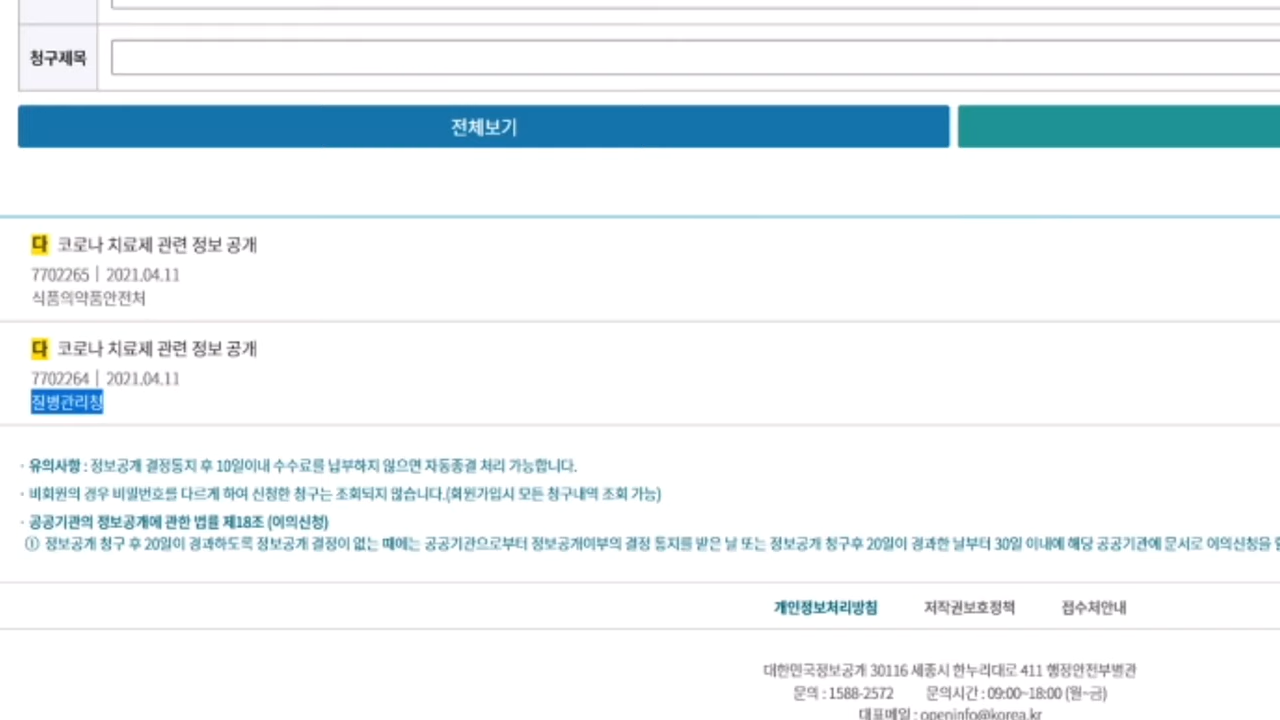 청구제목
전체보기
다 코로나 치료제 관련 정보 공개
7702265 | 2021.04.11
식품의약품안전처
다 코로나 치료제 관련 정보 공개
7702264 | 2021.04.11
질병관리청
· 유의사항 : 정보공개 결정통지 후 10일이내 수수료를 납부하지 않으면 자동종결 처리 가능합니다.
· 비회원의 경우 비밀번호를 다르게 하여 신청한 청구는 조회되지 않습니다.(회원가입시 모든 청구내역 조회 가능)
· 공공기관의 정보공개에 관한 법률 제18조 (이의신청)
① 정보공개 청구 후 20일이 경과하도록 정보공개 결정이 없는 때에는 공공기관으로부터 정보공개여부의 결정 통지를 받은 날 또는 정보공개 청구후 20일이 경과한 날부터 30일 이내에 해당 공공기관에 문서로 이의신청을
개인정보처리방침 저작권보호정책 접수처안내
대한민국정보공개 30116 세종시 한누리대로 411 행정안전부별관
문의 : 1588-2572 문의시간 : 09:00~18:00 (월~금)
대표메일 : openinfo@korea.kr